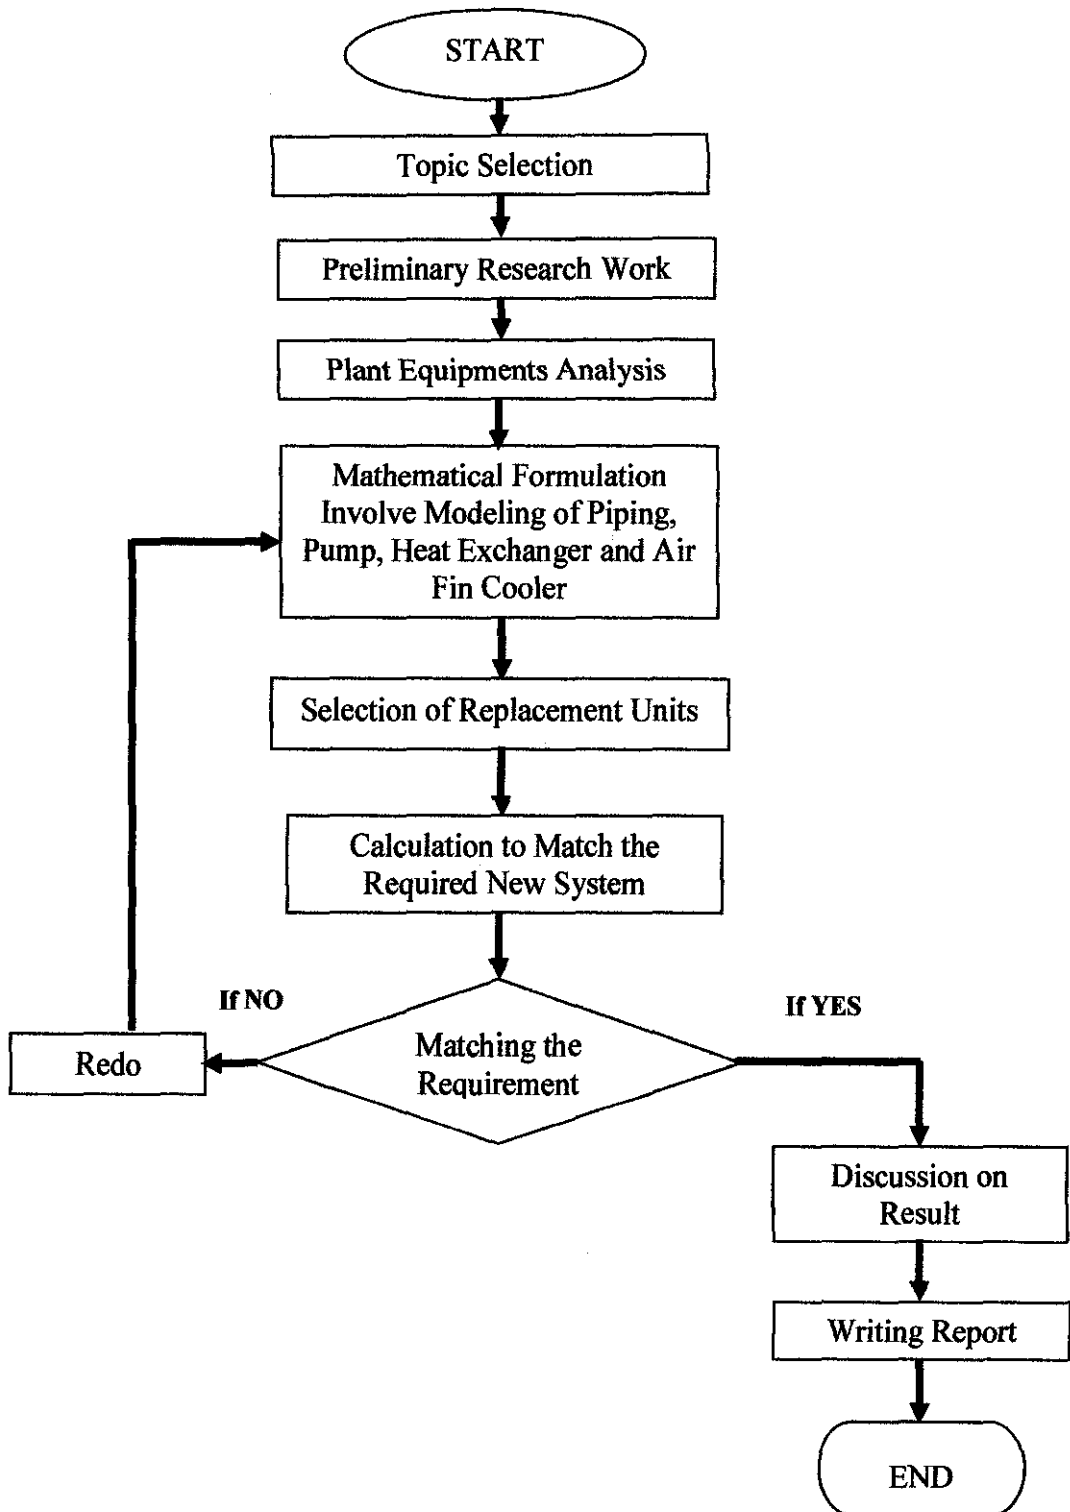 START
Topic Selection
Preliminary Research Work
Plant Equipments Analysis
Mathematical Formulation
Involve Modeling of Piping,
Pump, Heat Exchanger and Air
Fin Cooler
Selection of Replacement Units
Calculation to Match the
Required New System
If NO
If YES
Redo
Matching the
Requirement
Discussion on
Result
Writing Report
END